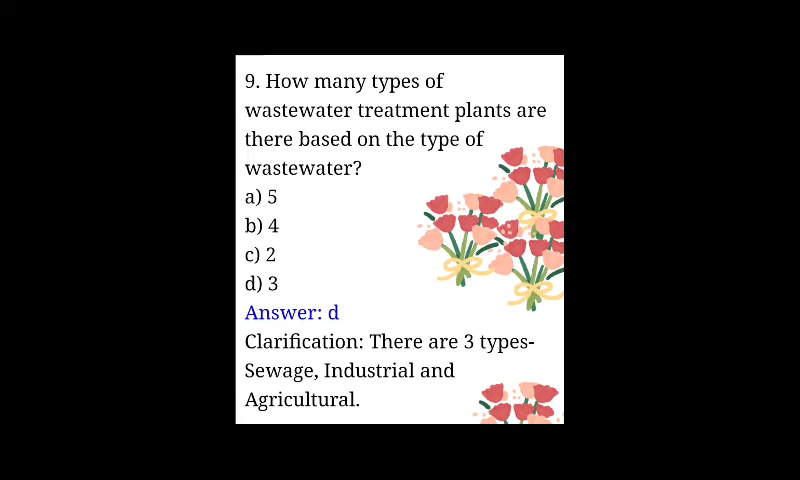 9. How many types of
wastewater treatment plants are
there based on the type of
wastewater?
a) 5
b) 4
c) 2
d) 3
Answer: d
Clarification: There are 3 types-
Sewage, Industrial and
Agricultural.